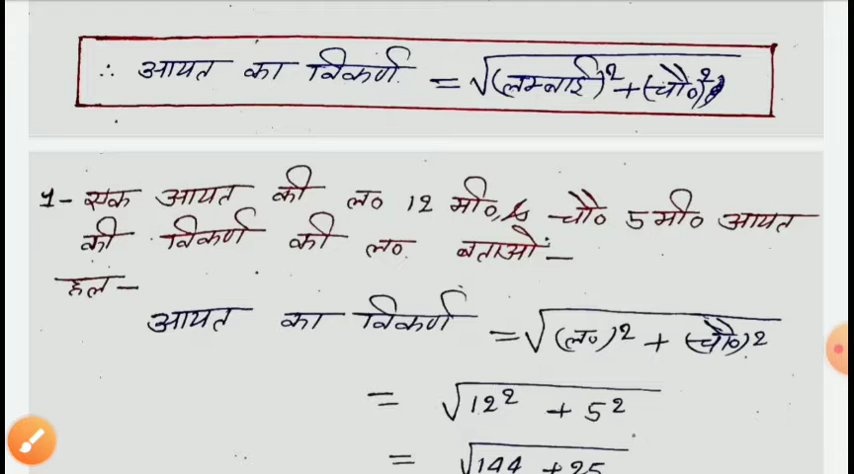 ∴ आयत का विकर्ण = √(लम्बाई)² + (चौ०)²
1- एक आयत की ल० 12 मी०, चौ० 5 मी० आयत
की विकर्ण की ल० बताओ:-
हल -
आयत का विकर्ण = √(ल०)² + (चौ०)²
= √12² + 5²
= √144 + 25